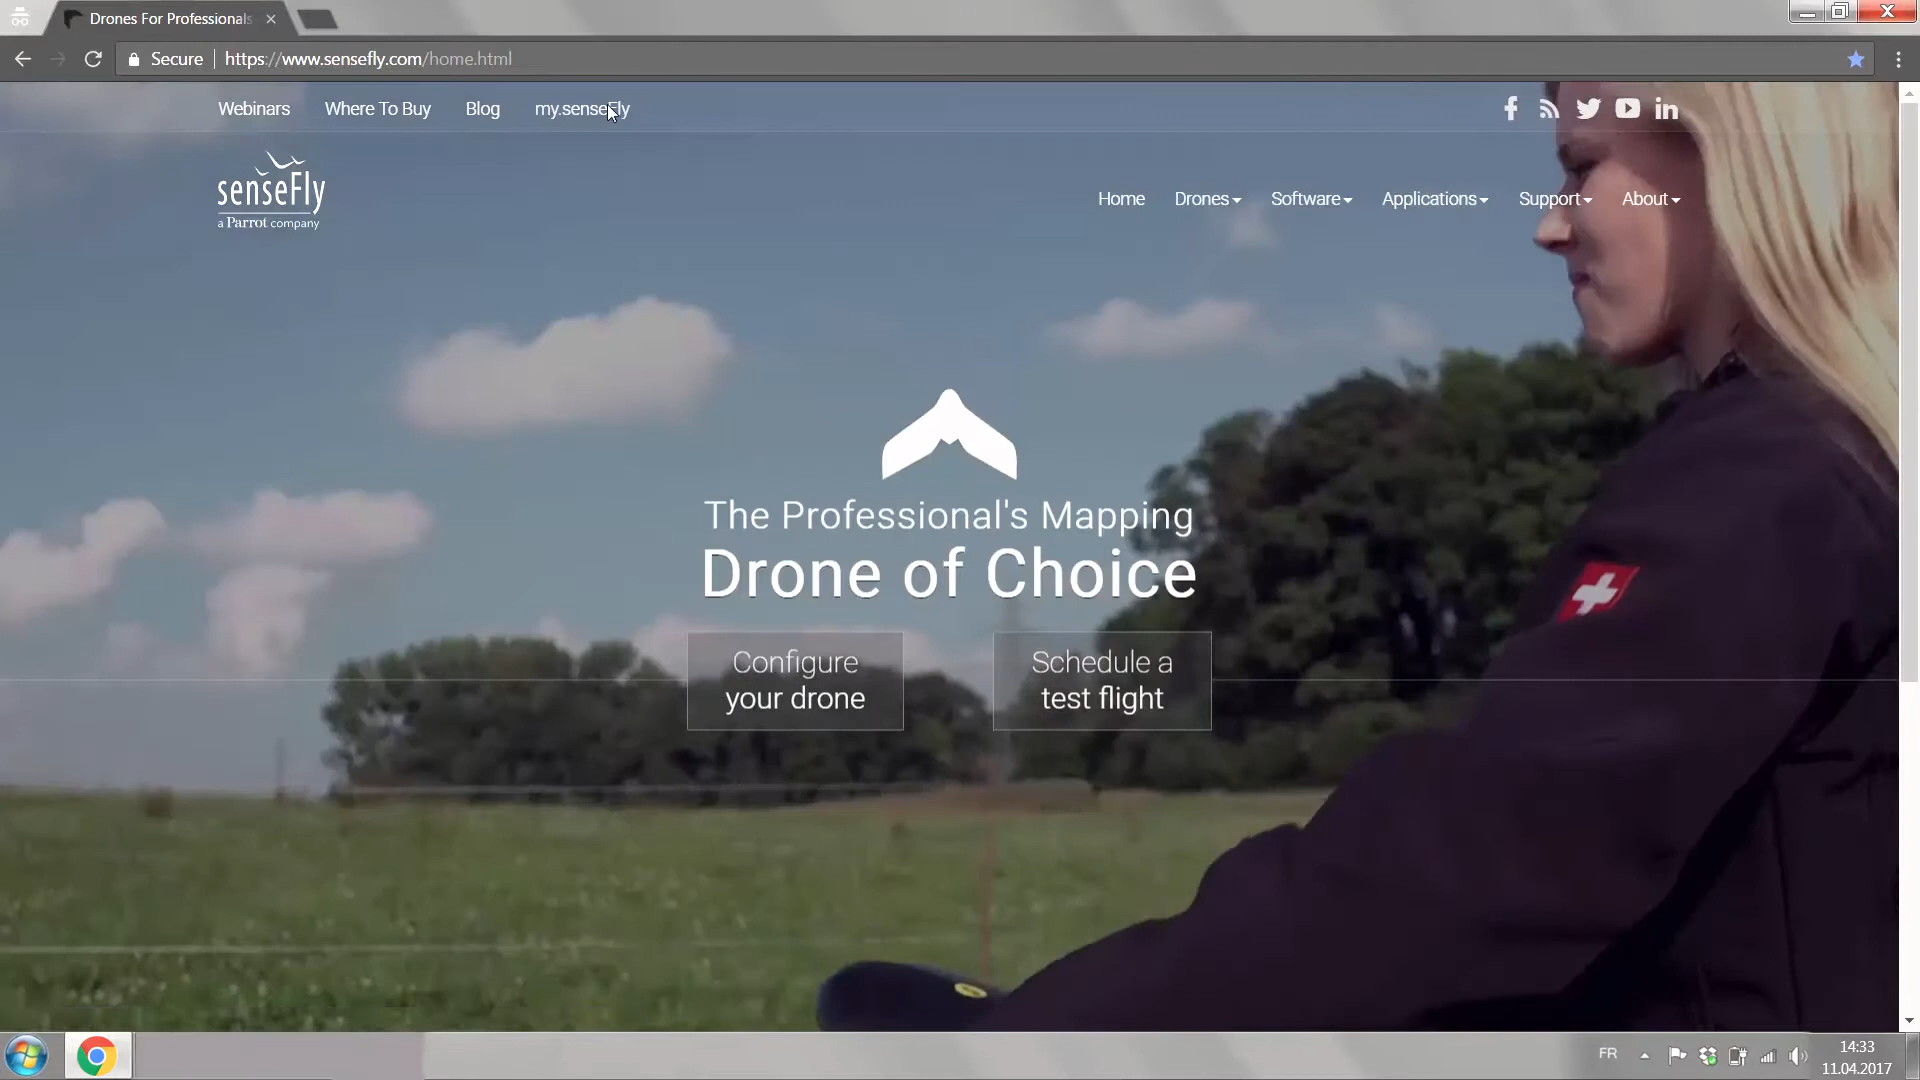 Drones For Professionals
Secure
https://www.sensefly.com/home.html
Webinars
Where To Buy
Blog
my.senseFly
senseFly
a Parrot company
Home
Drones
Software
Applications
Support
About
The Professional's Mapping
Drone of Choice
Configure
your drone
Schedule a
test flight
FR
14:33
11.04.2017